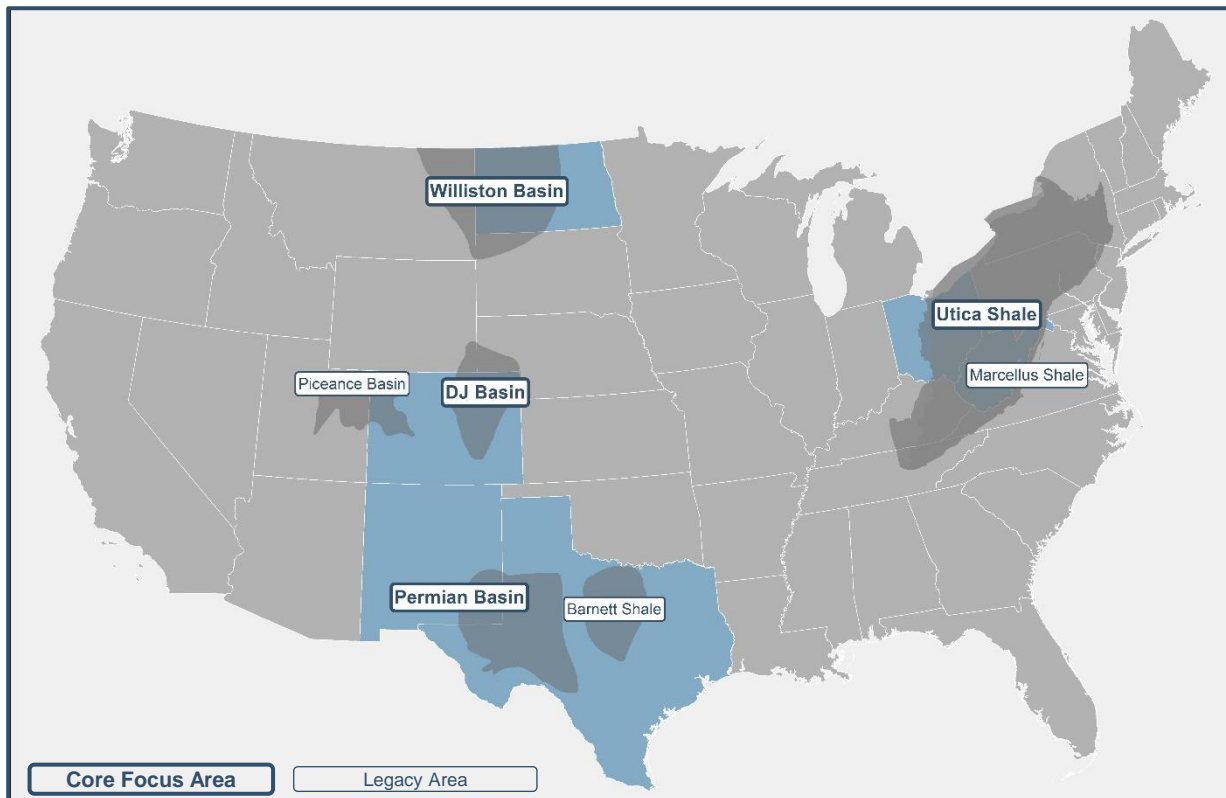 Williston Basin
Utica Shale
Marcellus Shale
Piceance Basin
DJ Basin
Permian Basin
Barnett Shale
Core Focus Area
Legacy Area